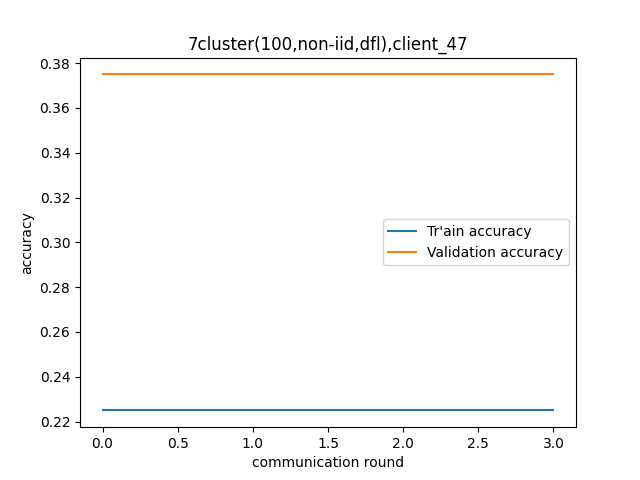 7cluster(100,non-iid,dfl),client_47
0.38
0.36
0.34
0.32
0.30
0.28
0.26
0.24
0.22
accuracy
Tr'ain accuracy
Validation accuracy
0.0 0.5 1.0 1.5 2.0 2.5 3.0
communication round